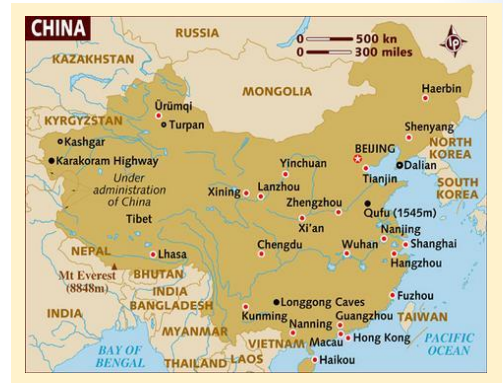 CHINA
RUSSIA
0 500 km
0 300 miles
LP
KAZAKHSTAN
MONGOLIA
Haerbin
Ürümqi
Turpan
KYRGYZSTAN
Shenyang
Kashgar
NORTH
KOREA
BEIJING
Dalian
Karakoram Highway
Yinchuan
Tianjin
SOUTH
KOREA
Under
administration
of China
Xining
Lanzhou
Zhengzhou
Qufu (1545m)
Tibet
Xi'an
Nanjing
NEPAL
Lhasa
Chengdu
Wuhan
Shanghai
Hangzhou
Mt Everest
(8848m)
BHUTAN
INDIA
BANGLADESH
Longgong Caves
Fuzhou
INDIA
Kunming
Guangzhou
TAIWAN
Nanning
MYANMAR
VIETNAM
Macau
Hong Kong
PACIFIC
OCEAN
BAY OF
BENGAL
THAILAND
LAOS
Haikou